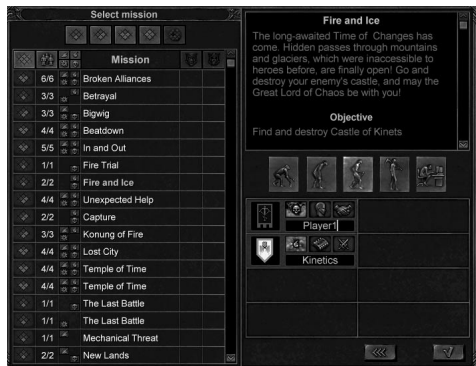 Select mission
Mission
6/6 Broken Alliances
3/3 Betrayal
3/3 Bigwig
4/4 Beatdown
5/5 In and Out
1/1 Fire Trial
2/2 Fire and Ice
4/4 Unexpected Help
2/2 Capture
3/3 Konung of Fire
4/4 Lost City
4/4 Temple of Time
4/4 Temple of Time
1/1 The Last Battle
1/1 The Last Battle
1/1 Mechanical Threat
2/2 New Lands
Fire and Ice
The long-awaited Time of Changes has
come. Hidden passes through mountains
and glaciers, which were inaccessible to
heroes before, are finally open! Go and
destroy your enemy's castle, and may the
Great Lord of Chaos be with you!
Objective
Find and destroy Castle of Kinets
Player1
Kinetics